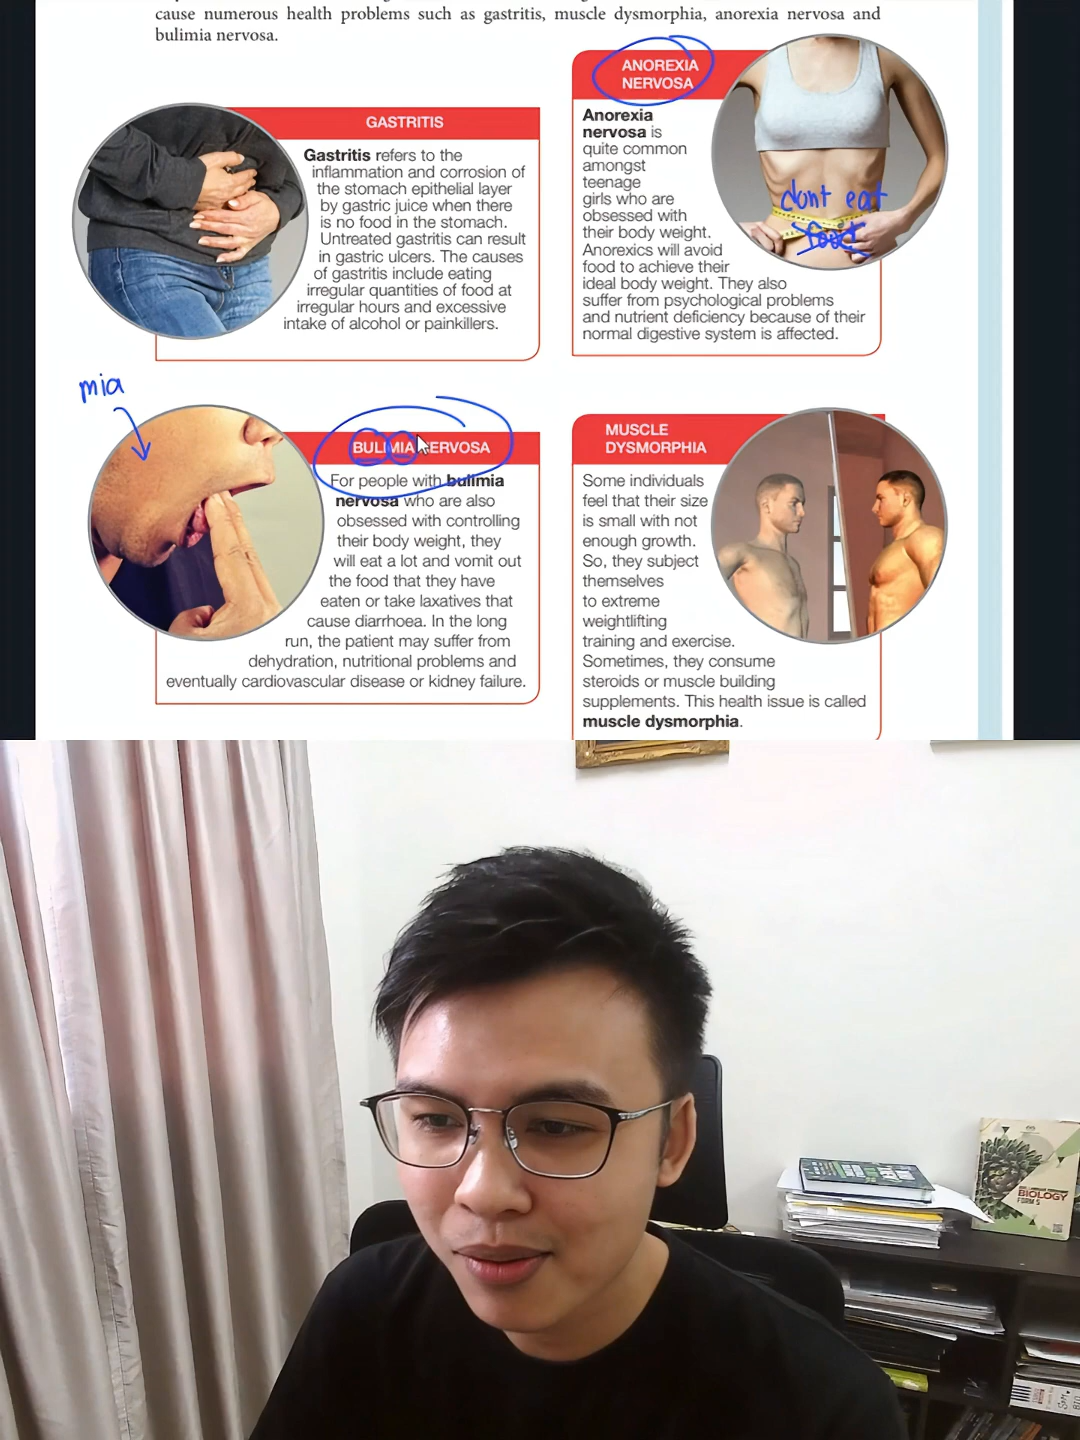 cause numerous health problems such as gastritis, muscle dysmorphia, anorexia nervosa and
bulimia nervosa.
GASTRITIS
Gastritis refers to the
inflammation and corrosion of
the stomach epithelial layer
by gastric juice when there
is no food in the stomach.
Untreated gastritis can result
in gastric ulcers. The causes
of gastritis include eating
irregular quantities of food at
irregular hours and excessive
intake of alcohol or painkillers.
ANOREXIA
NERVOSA
Anorexia
nervosa is
quite common
amongst
teenage
girls who are
obsessed with
their body weight.
Anorexics will avoid
food to achieve their
ideal body weight. They also
suffer from psychological problems
and nutrient deficiency because of their
normal digestive system is affected.
dont eat
food
mia
BULIMIA NERVOSA
For people with bulimia
nervosa who are also
obsessed with controlling
their body weight, they
will eat a lot and vomit out
the food that they have
eaten or take laxatives that
cause diarrhoea. In the long
run, the patient may suffer from
dehydration, nutritional problems and
eventually cardiovascular disease or kidney failure.
MUSCLE
DYSMORPHIA
Some individuals
feel that their size
is small with not
enough growth.
So, they subject
themselves
to extreme
weightlifting
training and exercise.
Sometimes, they consume
steroids or muscle building
supplements. This health issue is called
muscle dysmorphia.
BIOLOGY
FORM 5